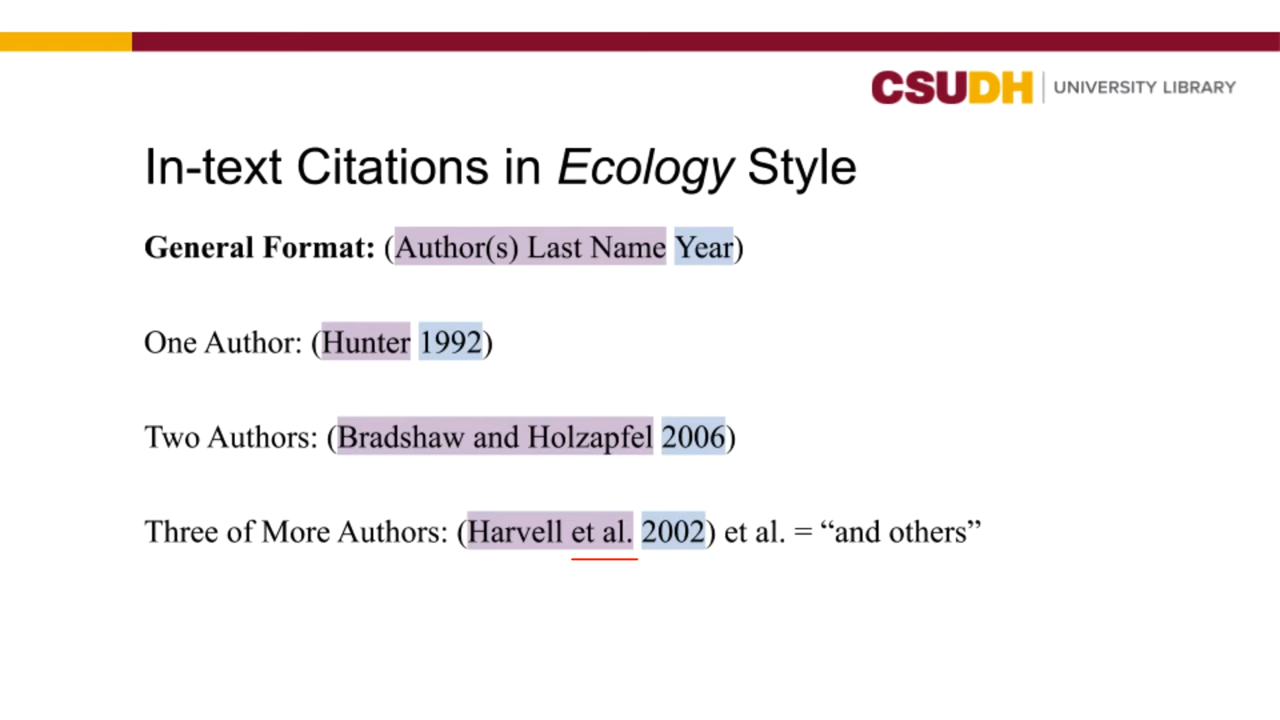 CSUDH UNIVERSITY LIBRARY
In-text Citations in Ecology Style
General Format: (Author(s) Last Name Year)
One Author: (Hunter 1992)
Two Authors: (Bradshaw and Holzapfel 2006)
Three of More Authors: (Harvell et al. 2002) et al. = “and others”